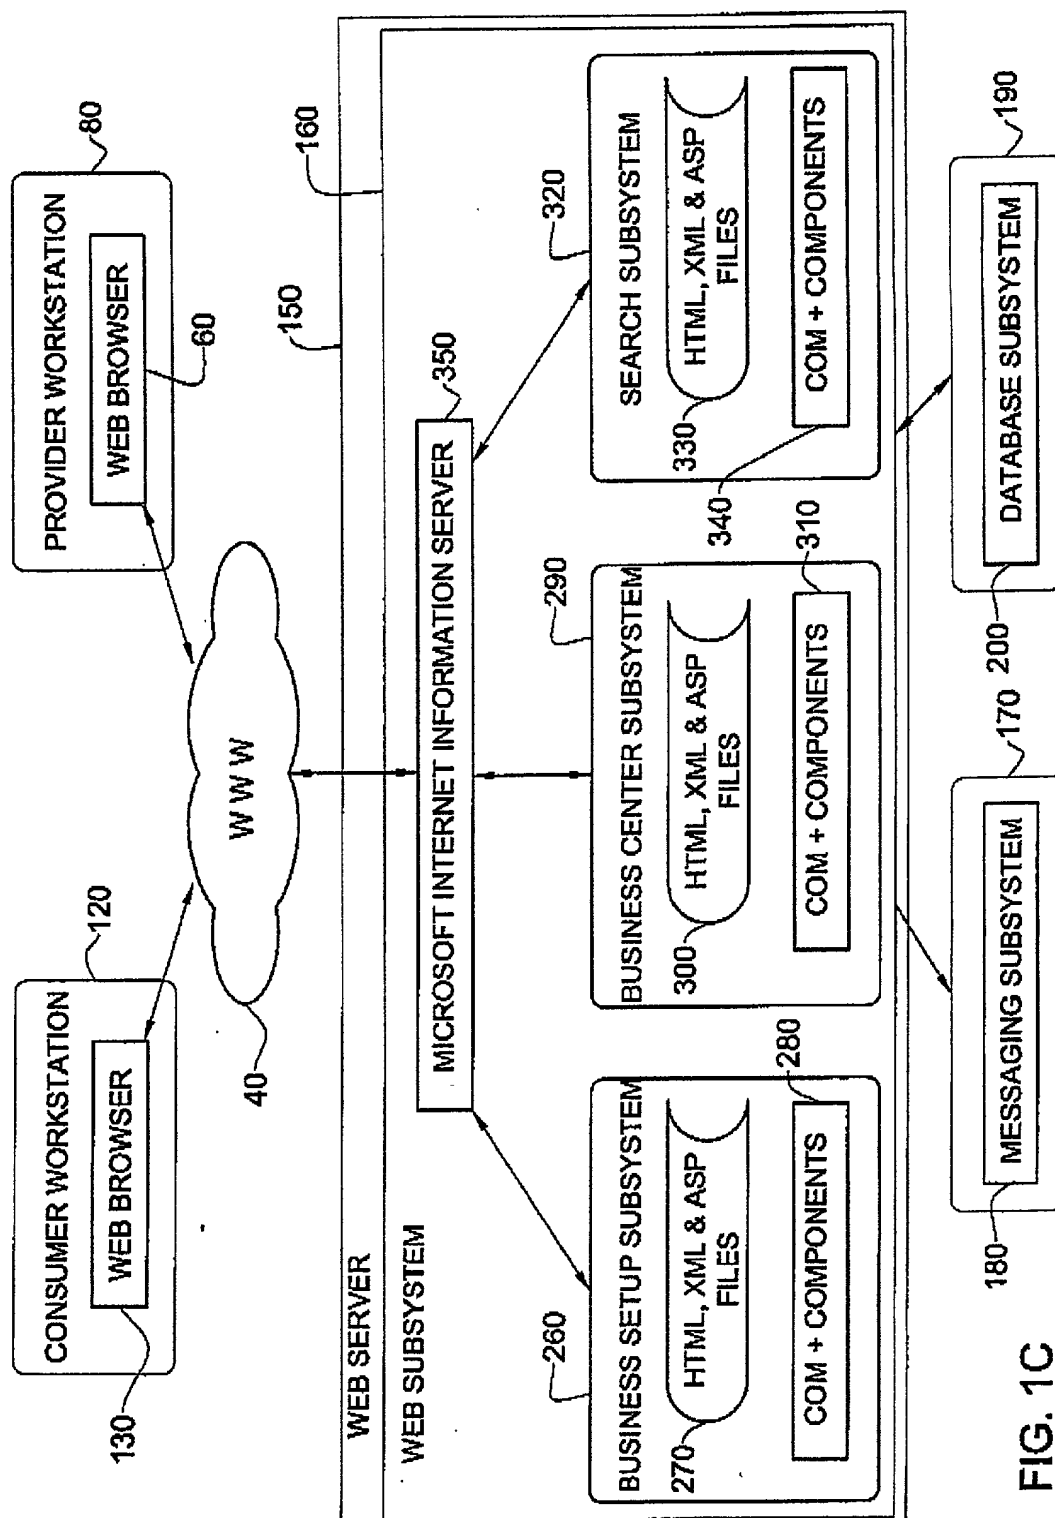 CONSUMER WORKSTATION
120
WEB BROWSER
130
PROVIDER WORKSTATION
80
WEB BROWSER
60
W W W
40
WEB SERVER
150
WEB SUBSYSTEM
160
MICROSOFT INTERNET INFORMATION SERVER
350
260
BUSINESS SETUP SUBSYSTEM
HTML, XML & ASP
FILES
270
COM + COMPONENTS
280
290
BUSINESS CENTER SUBSYSTEM
HTML, XML & ASP
FILES
300
COM + COMPONENTS
310
320
SEARCH SUBSYSTEM
HTML, XML & ASP
FILES
330
COM + COMPONENTS
340
170
MESSAGING SUBSYSTEM
180
190
DATABASE SUBSYSTEM
200
FIG. 1C